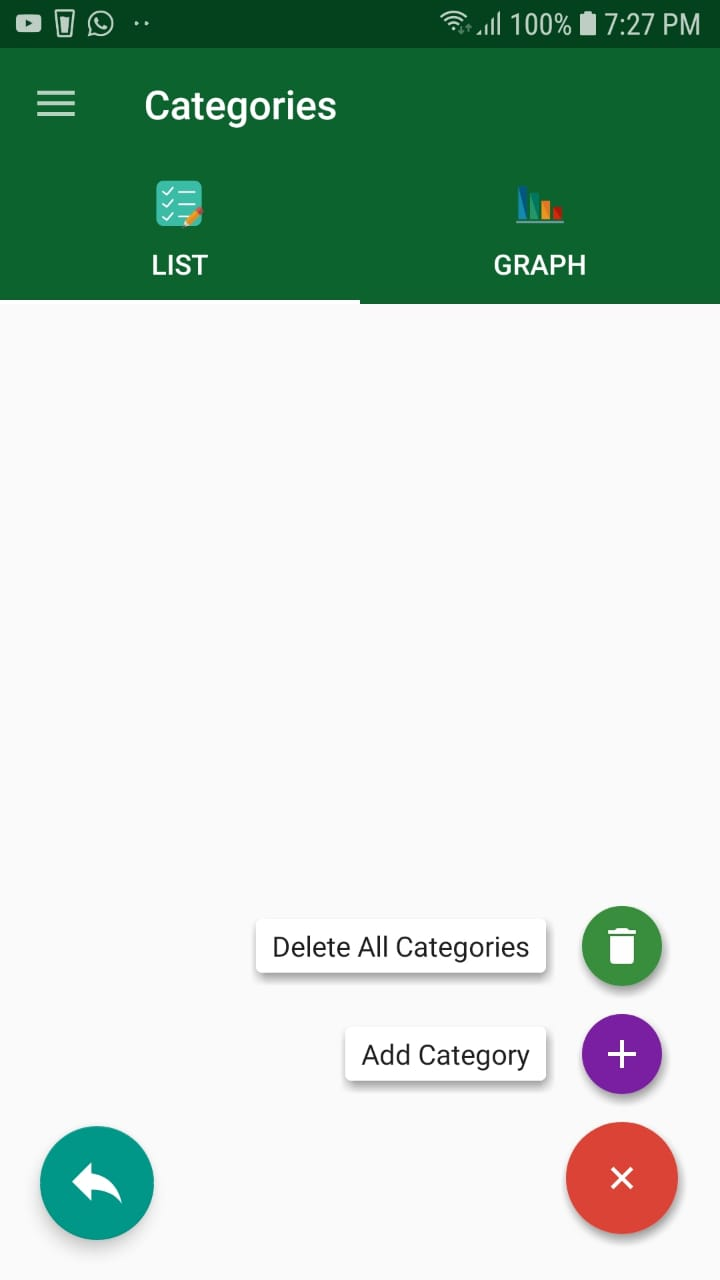 100% 7:27 PM
Categories
LIST
GRAPH
Delete All Categories
Add Category